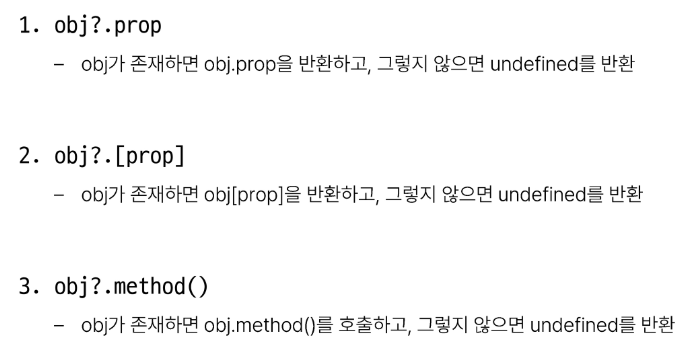 1. obj?.prop
– obj가 존재하면 obj.prop을 반환하고, 그렇지 않으면 undefined를 반환
2. obj?.[prop]
– obj가 존재하면 obj[prop]을 반환하고, 그렇지 않으면 undefined를 반환
3. obj?.method()
– obj가 존재하면 obj.method()를 호출하고, 그렇지 않으면 undefined를 반환